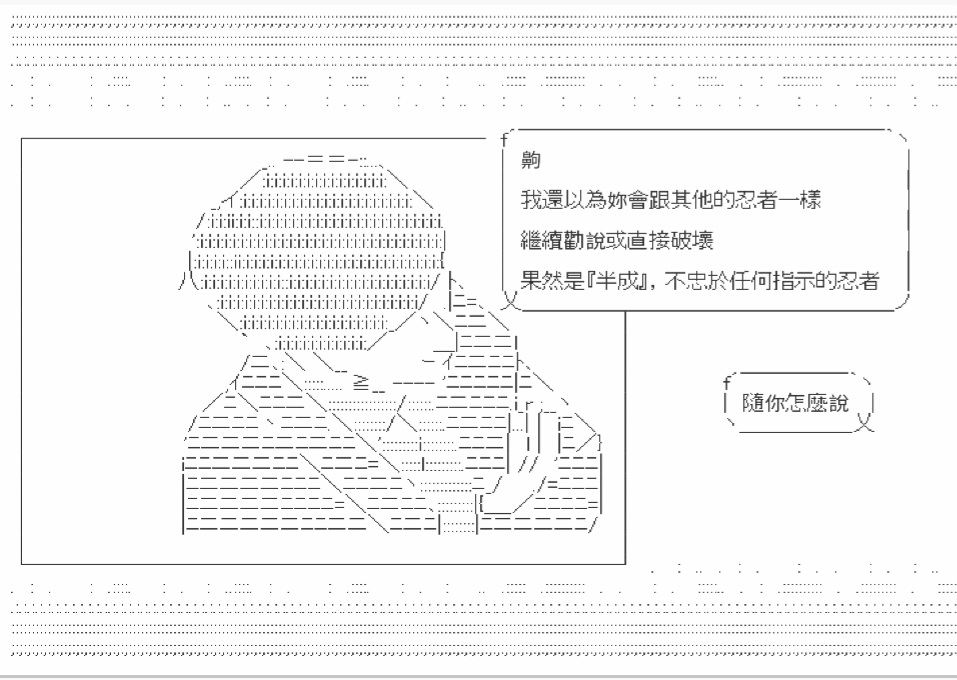 齁
我還以為妳會跟其他的忍者一樣
繼續勸說或直接破壞
果然是『半成』，不忠於任何指示的忍者
隨你怎麼說